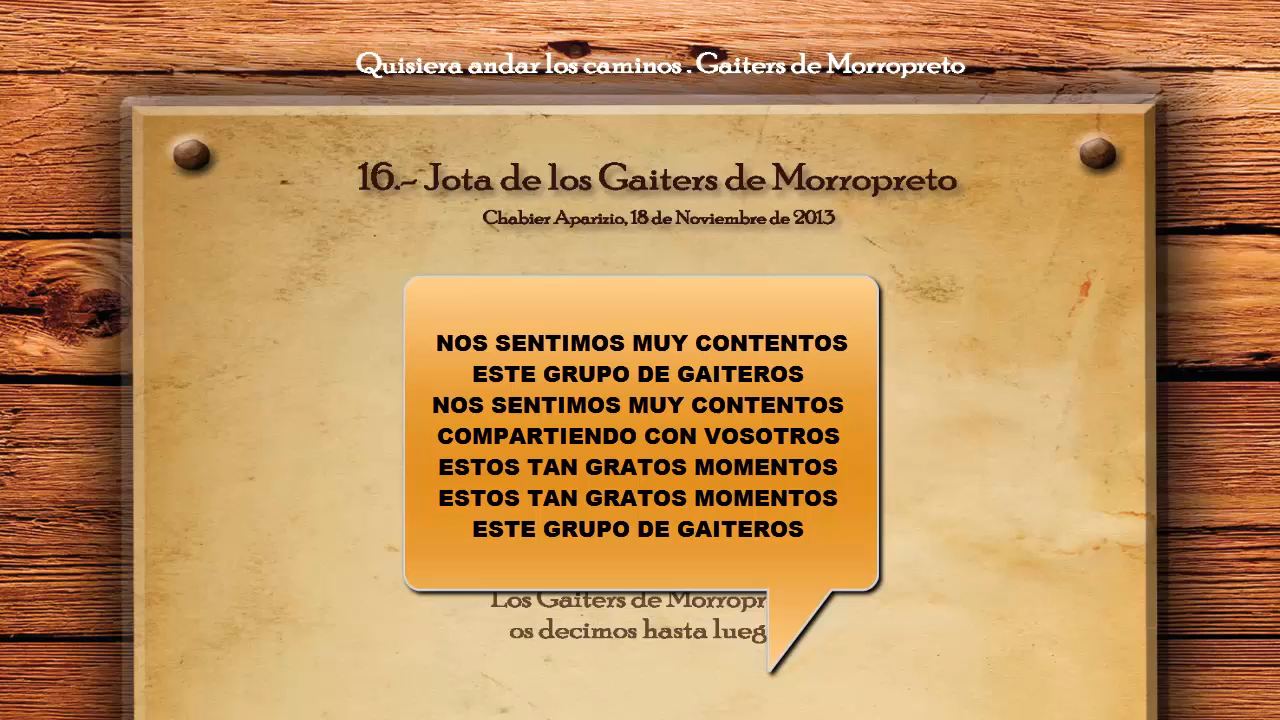 Quisiera andar los caminos . Gaiters de Morropreto
16.- Jota de los Gaiters de Morropreto
Chabier Aparizio, 18 de Noviembre de 2013
NOS SENTIMOS MUY CONTENTOS
ESTE GRUPO DE GAITEROS
NOS SENTIMOS MUY CONTENTOS
COMPARTIENDO CON VOSOTROS
ESTOS TAN GRATOS MOMENTOS
ESTOS TAN GRATOS MOMENTOS
ESTE GRUPO DE GAITEROS
Los Gaiters de Morropr
os decimos hasta lueg